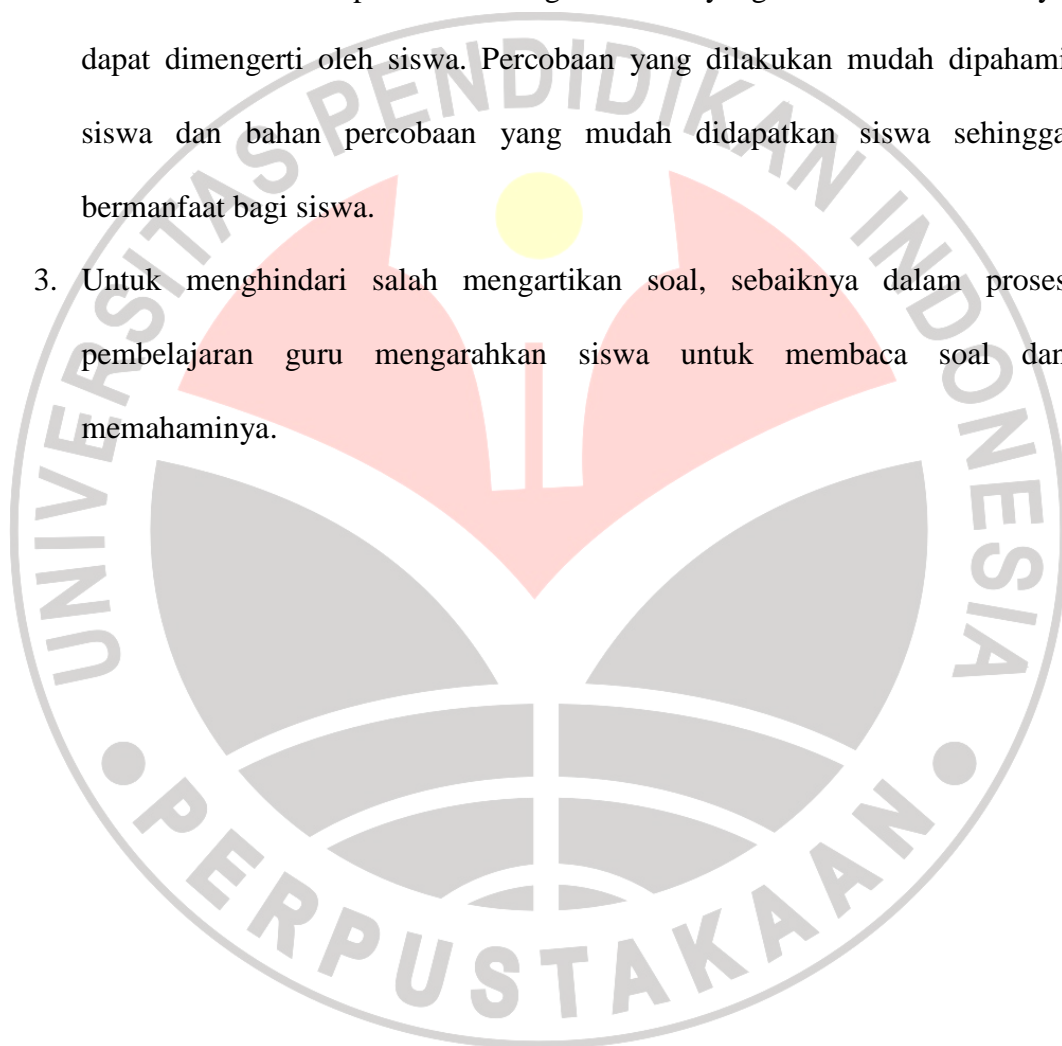 dapat dimengerti oleh siswa. Percobaan yang dilakukan mudah dipahami
siswa dan bahan percobaan yang mudah didapatkan siswa sehingga
bermanfaat bagi siswa.
3. Untuk menghindari salah mengartikan soal, sebaiknya dalam proses
pembelajaran guru mengarahkan siswa untuk membaca soal dan
memahaminya.
UNIVERSITAS PENDIDIKAN INDONESIA
PERPUSTAKAAN